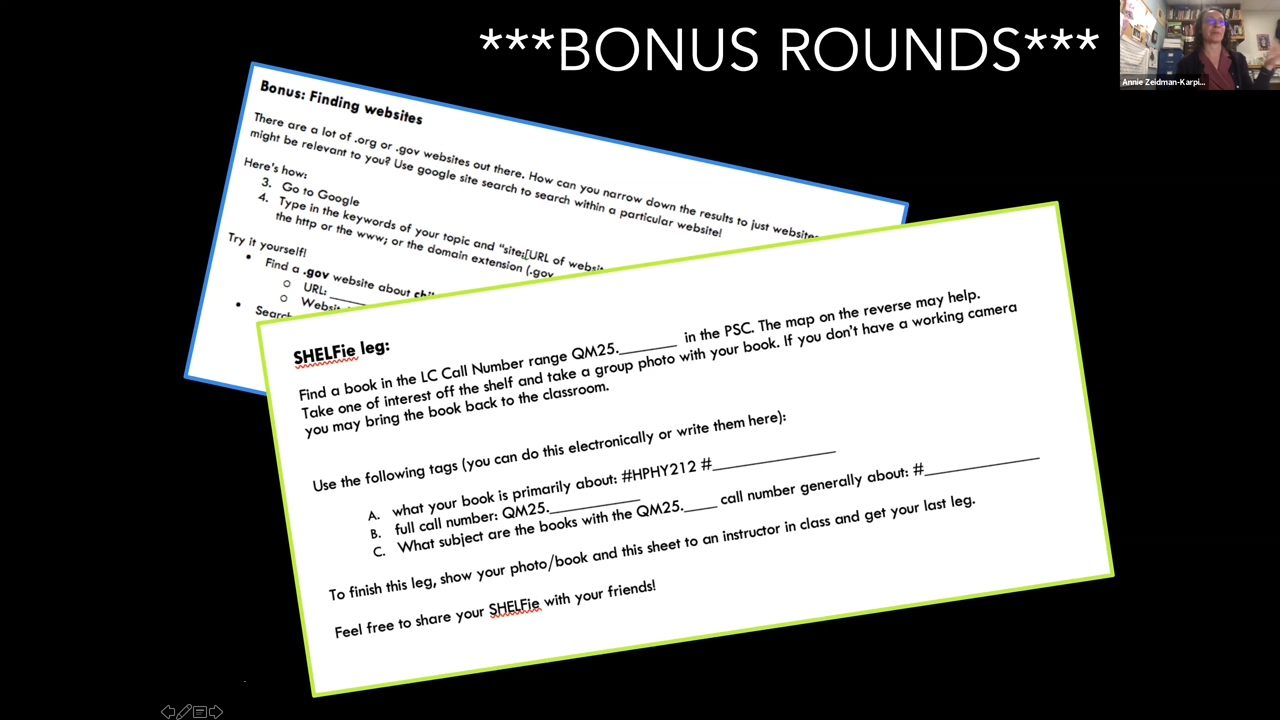 ***BONUS ROUNDS***
Annie Zeidman-Karpi...
Bonus: Finding websites
There are a lot of .org or .gov websites out there. How can you narrow down the results to just website
might be relevant to you? Use google site search to search within a particular website!
Here's how:
3. Go to Google
4. Type in the keywords of your topic and "site:[URL of websit
the http or the www; or the domain extension (.gov
Try it yourself!
• Find a .gov website about chil
○ URL: ______
○ Websit
• Search
SHELFie leg:
Find a book in the LC Call Number range QM25.________ in the PSC. The map on the reverse may help.
Take one of interest off the shelf and take a group photo with your book. If you don't have a working camera
you may bring the book back to the classroom.
Use the following tags (you can do this electronically or write them here):
A. what your book is primarily about: #HPHY212 #________________
B. full call number: QM25.____________
C. What subject are the books with the QM25.____ call number generally about: #_______________
To finish this leg, show your photo/book and this sheet to an instructor in class and get your last leg.
Feel free to share your SHELFie with your friends!